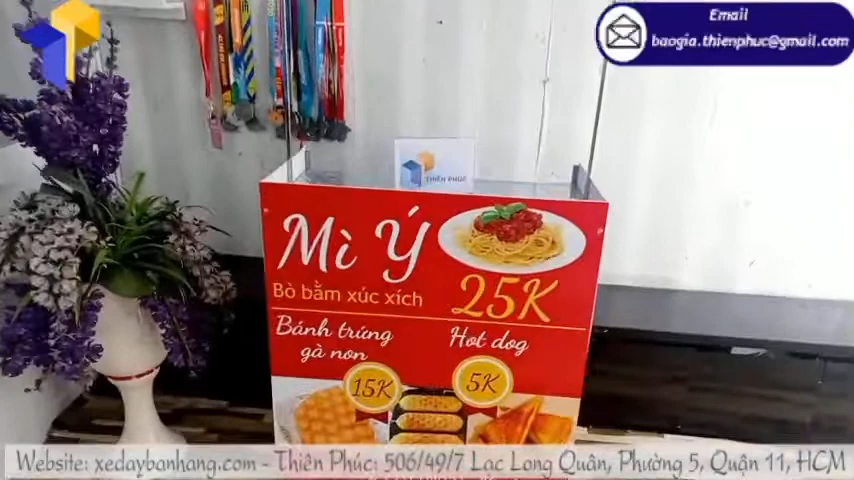 Email
baogia.thienphuc@gmail.com
THIÊN PHÚC
Mì Ý
Bò bằm xúc xích
25K
Bánh trứng
gà non
15K
Hot dog
5K
Website: xedaybanhang.com - Thiên Phúc: 506/49/7 Lạc Long Quân, Phường 5, Quận 11, HCM